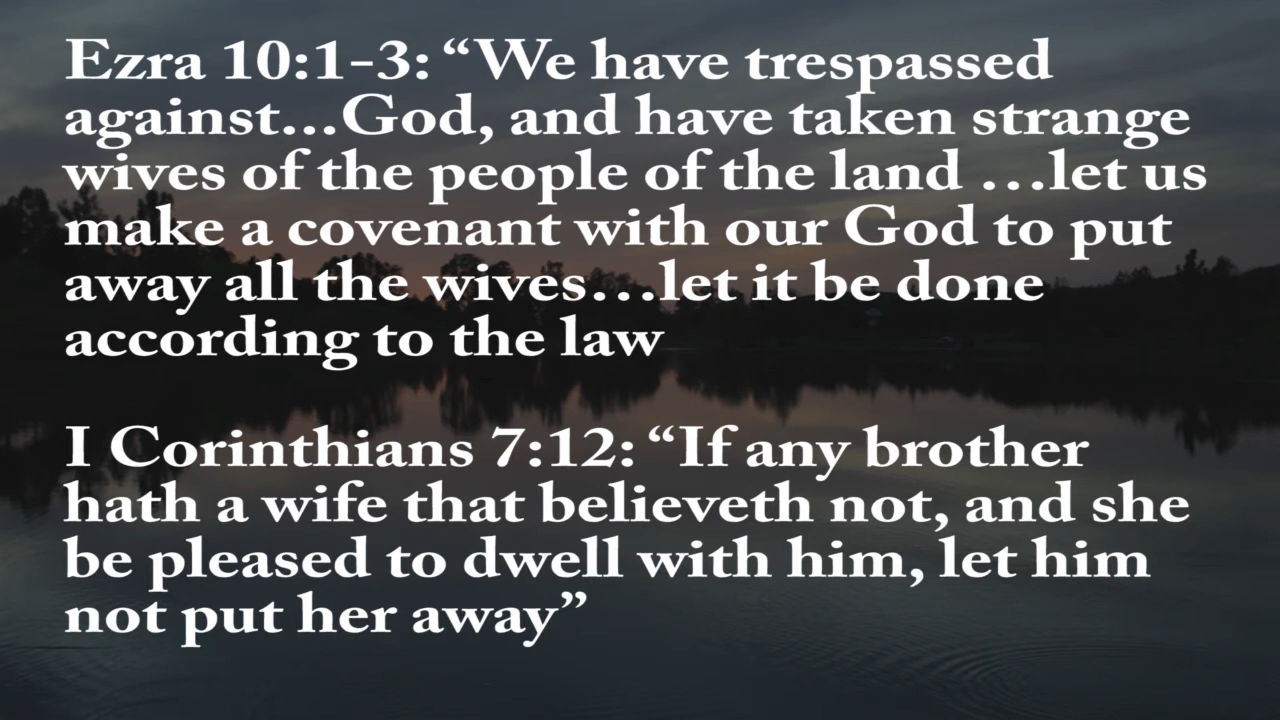 Ezra 10:1-3: “We have trespassed
against...God, and have taken strange
wives of the people of the land ...let us
make a covenant with our God to put
away all the wives...let it be done
according to the law
I Corinthians 7:12: “If any brother
hath a wife that believeth not, and she
be pleased to dwell with him, let him
not put her away”